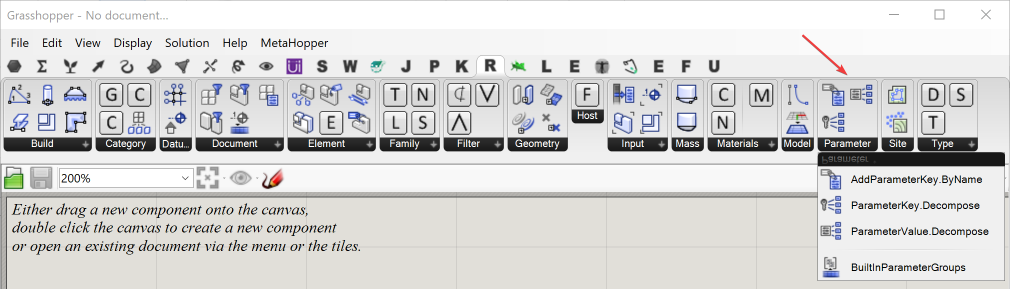 Grasshopper - No document...
File Edit View Display Solution Help MetaHopper
Σ Uj S W J P K R L E E F U
G C T N ¢ V F C M D S
C E L S Λ N T
Host
Build Category Datu... Document Element Family Filter Geometry Input Mass Materials Model Parameter Site Type
Parameter
200%
AddParameterKey.ByName
Either drag a new component onto the canvas,
double click the canvas to create a new component
or open an existing document via the menu or the tiles.
ParameterKey.Decompose
ParameterValue.Decompose
BuiltInParameterGroups